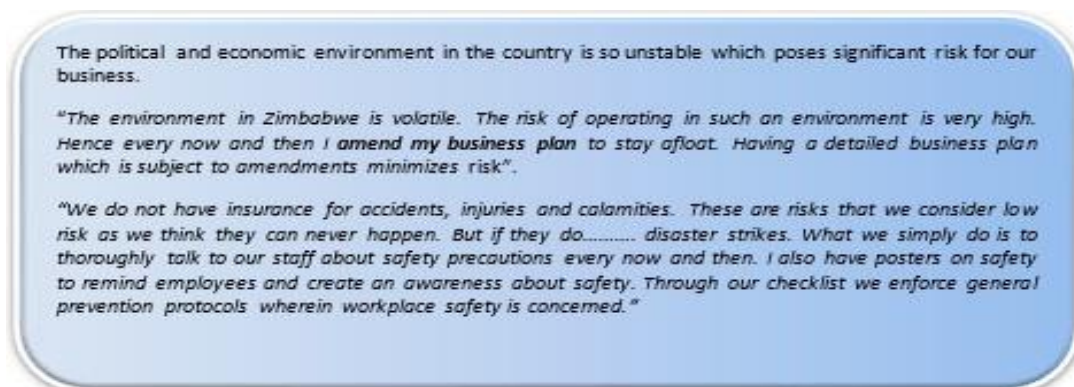 The political and economic environment in the country is so unstable which poses significant risk for our
business.
"The environment in Zimbabwe is volatile. The risk of operating in such an environment is very high.
Hence every now and then I amend my business plan to stay afloat. Having a detailed business plan
which is subject to amendments minimizes risk".
"We do not have insurance for accidents, injuries and calamities. These are risks that we consider low
risk as we think they can never happen. But if they do.......... disaster strikes. What we simply do is to
thoroughly talk to our staff about safety precautions every now and then. I also have posters on safety
to remind employees and create an awareness about safety. Through our checklist we enforce general
prevention protocols wherein workplace safety is concerned."